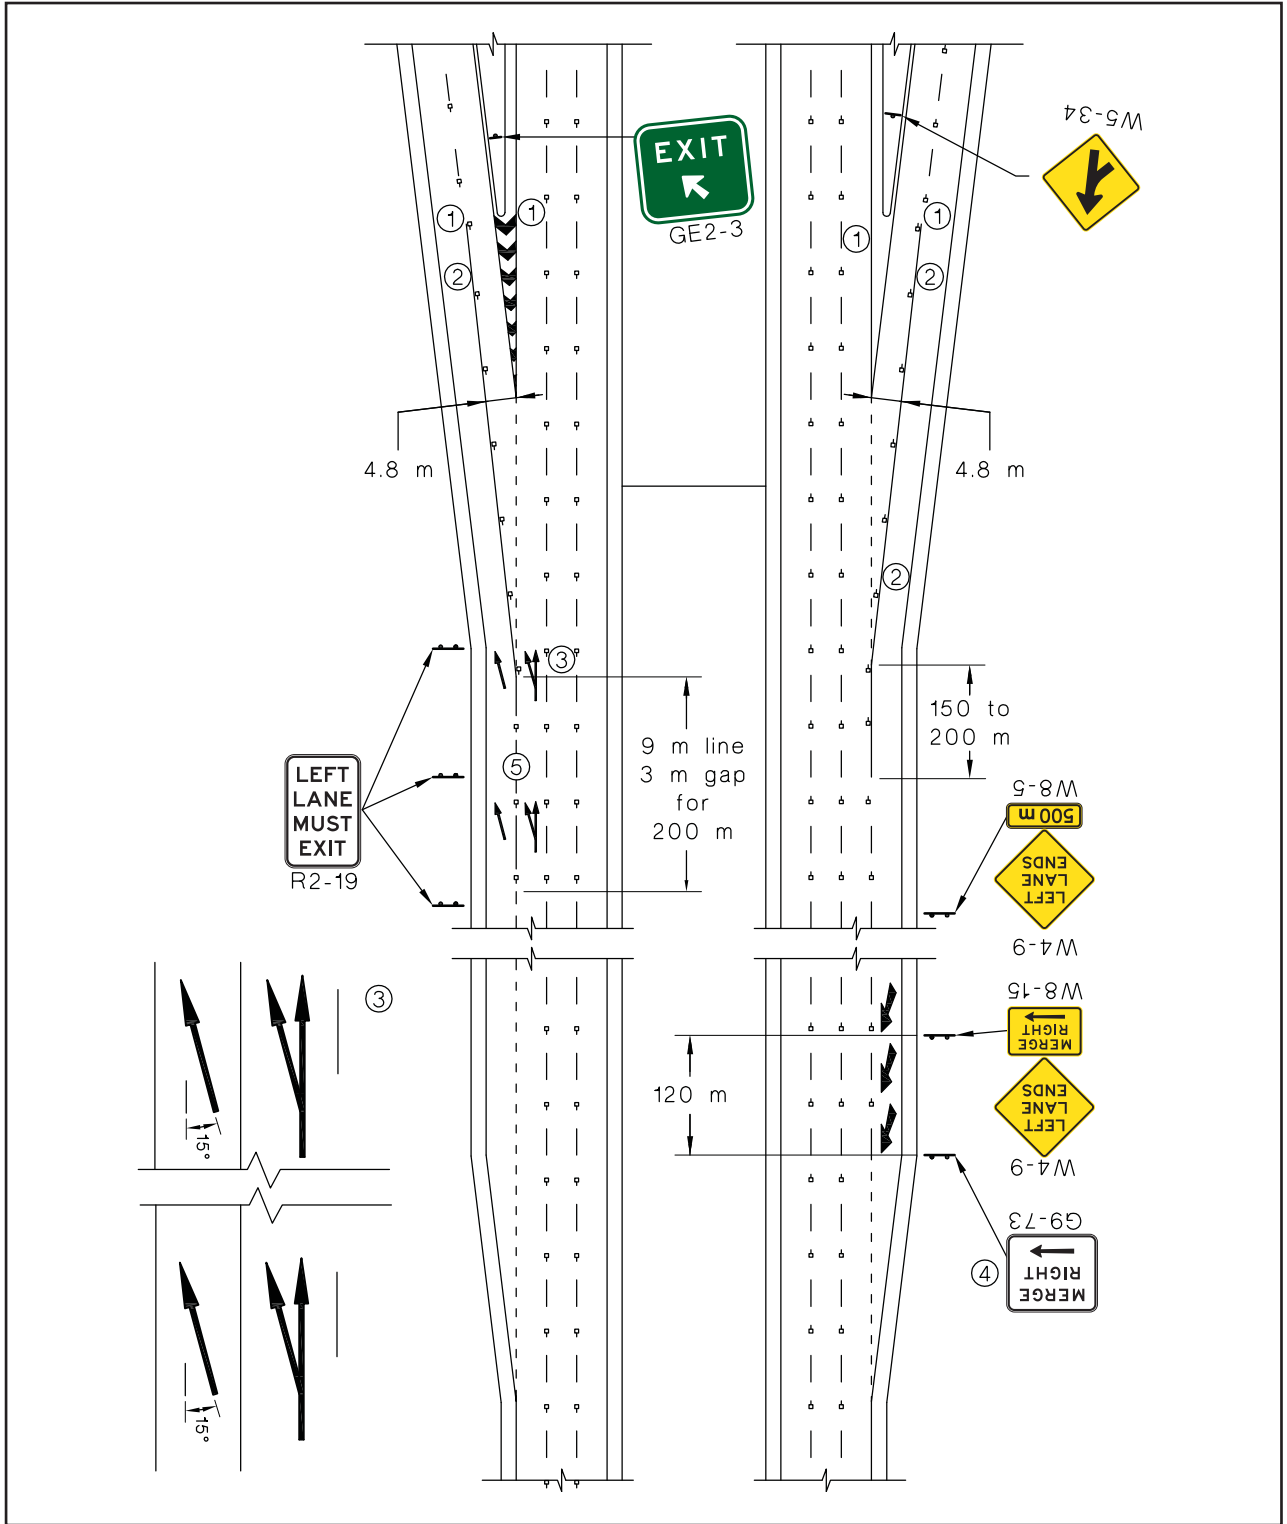 EXIT
GE2-3
W5-34
1
1
2
1
1
2
4.8 m
4.8 m
2
3
5
9 m line
3 m gap
for
200 m
150 to
200 m
LEFT
LANE
MUST
EXIT
R2-19
W8-5
500 m
LEFT
LANE
ENDS
W4-9
W8-15
MERGE
RIGHT
LEFT
LANE
ENDS
W4-9
120 m
G9-73
MERGE
RIGHT
4
3
15°
15°